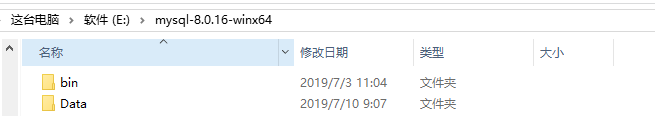 这台电脑 > 软件 (E:) > mysql-8.0.16-winx64
名称 修改日期 类型 大小
bin 2019/7/3 11:04 文件夹
Data 2019/7/10 9:07 文件夹